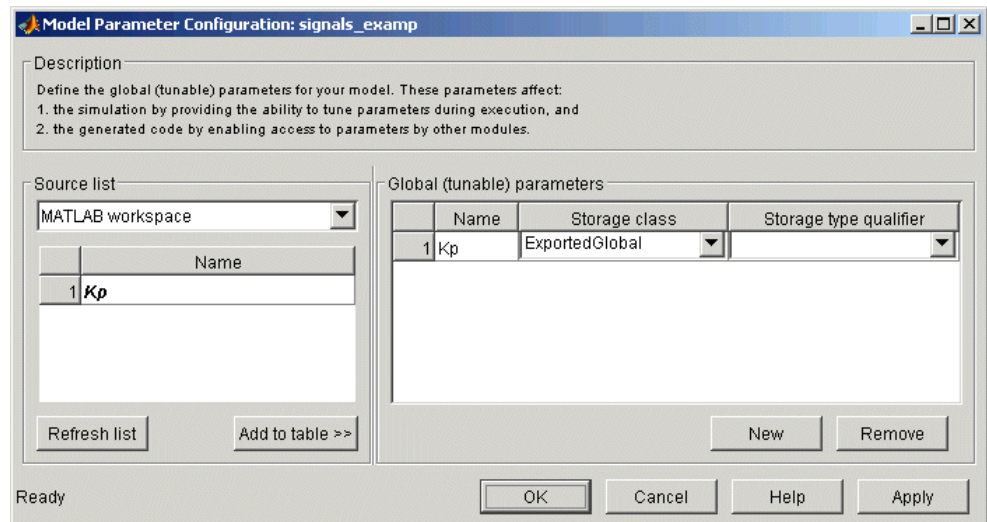 Model Parameter Configuration: signals_examp
Description
Define the global (tunable) parameters for your model. These parameters affect:
1. the simulation by providing the ability to tune parameters during execution, and
2. the generated code by enabling access to parameters by other modules.
Source list
MATLAB workspace
Name
1 Kp
Refresh list
Add to table >>
Global (tunable) parameters
Name Storage class Storage type qualifier
1 Kp ExportedGlobal
New
Remove
Ready
OK
Cancel
Help
Apply